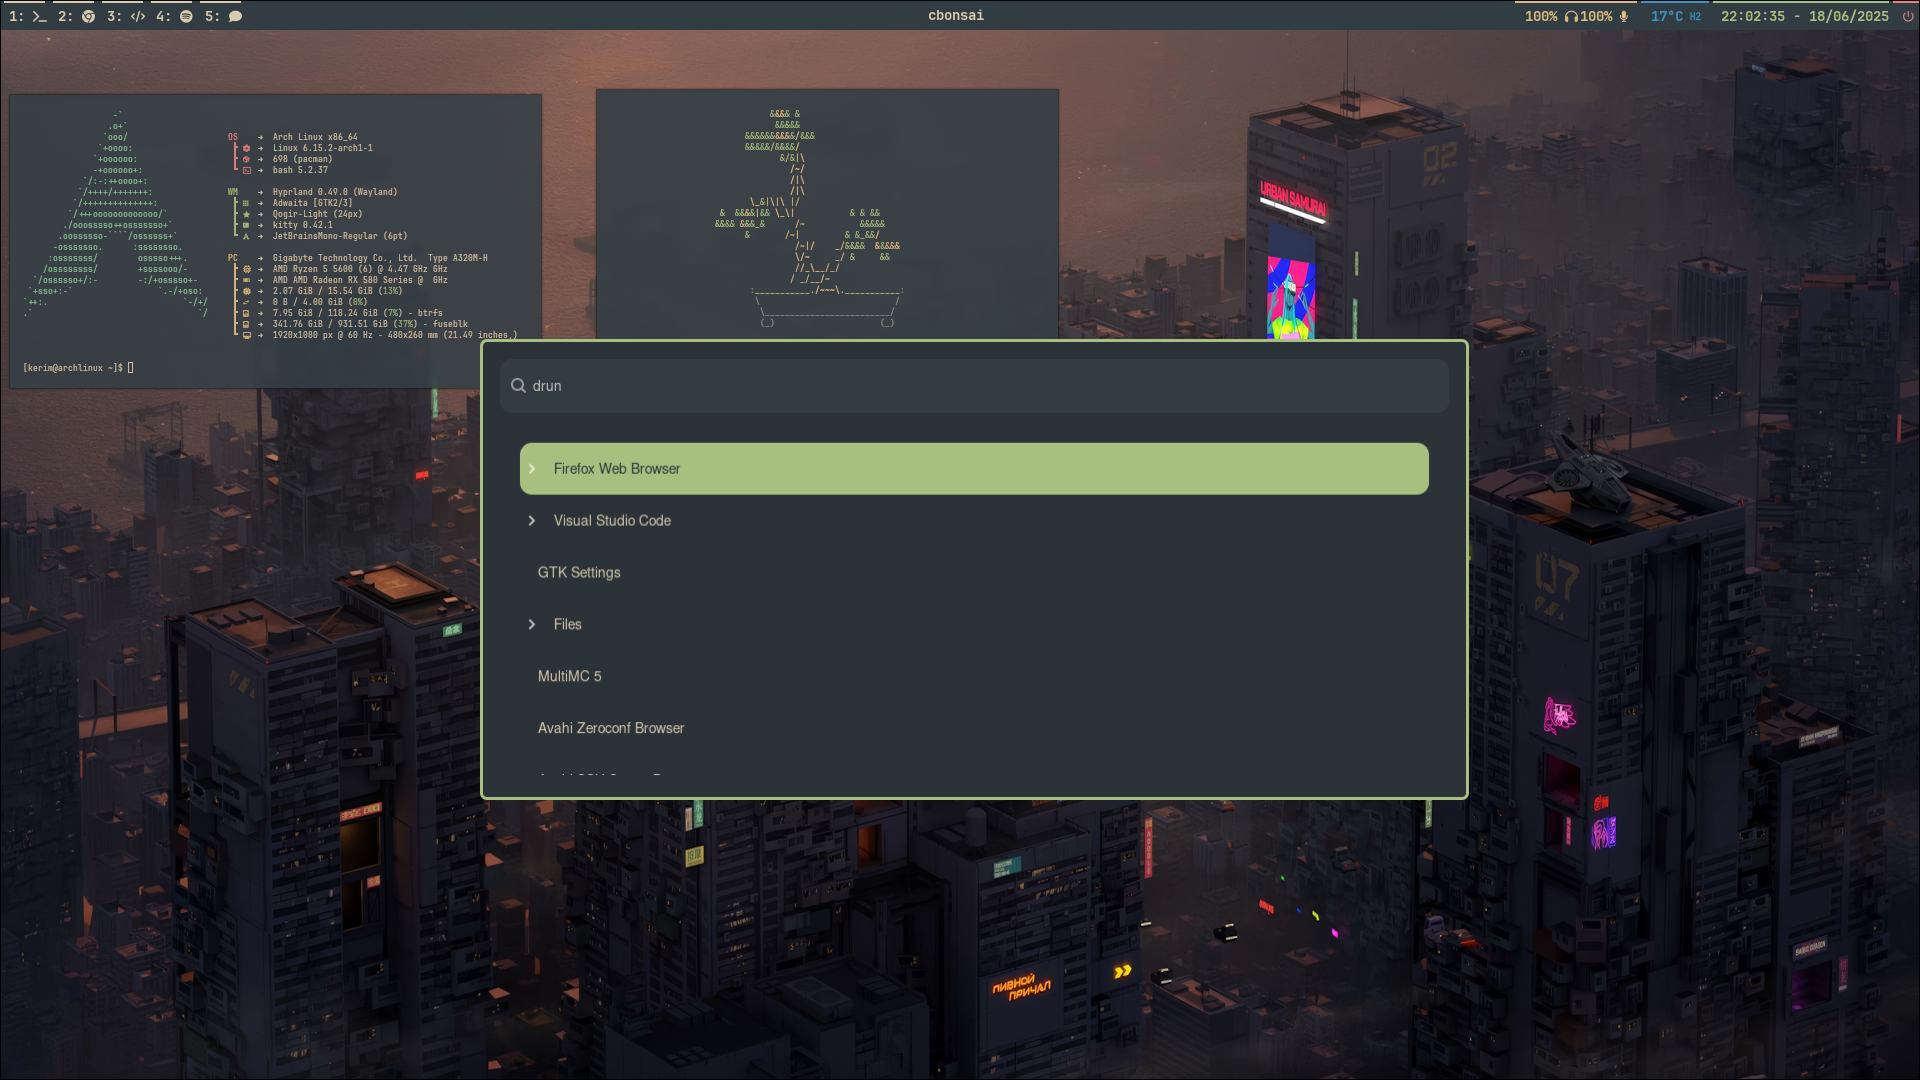 1: 2: 3: 4: 5:
cbonsai
100% 100% 17°C H2 22:02:35 - 18/06/2025
OS → Arch Linux x86_64
→ Linux 6.15.2-arch1-1
→ 698 (pacman)
→ bash 5.2.37
WM → Hyprland 0.49.0 (Wayland)
→ Adwaita [GTK2/3]
→ Qogir-Light (24px)
→ kitty 0.42.1
→ JetBrainsMono-Regular (6pt)
PC → Gigabyte Technology Co., Ltd. Type A320M-H
→ AMD Ryzen 5 5600 (6) @ 4.47 GHz GHz
→ AMD AMD Radeon RX 580 Series @ GHz
→ 2.07 GiB / 15.54 GiB (13%)
→ 0 B / 4.00 GiB (0%)
→ 7.95 GiB / 118.24 GiB (7%) - btrfs
→ 341.76 GiB / 931.51 GiB (37%) - fuseblk
→ 1920x1080 px @ 60 Hz - 480x260 mm (21.49 inches,)
[kerim@archlinux ~]$
02
URBAN SAMURAI
drun
Firefox Web Browser
Visual Studio Code
GTK Settings
Files
MultiMC 5
Avahi Zeroconf Browser
07
ПИВНОЙ
ПРИЧАЛ